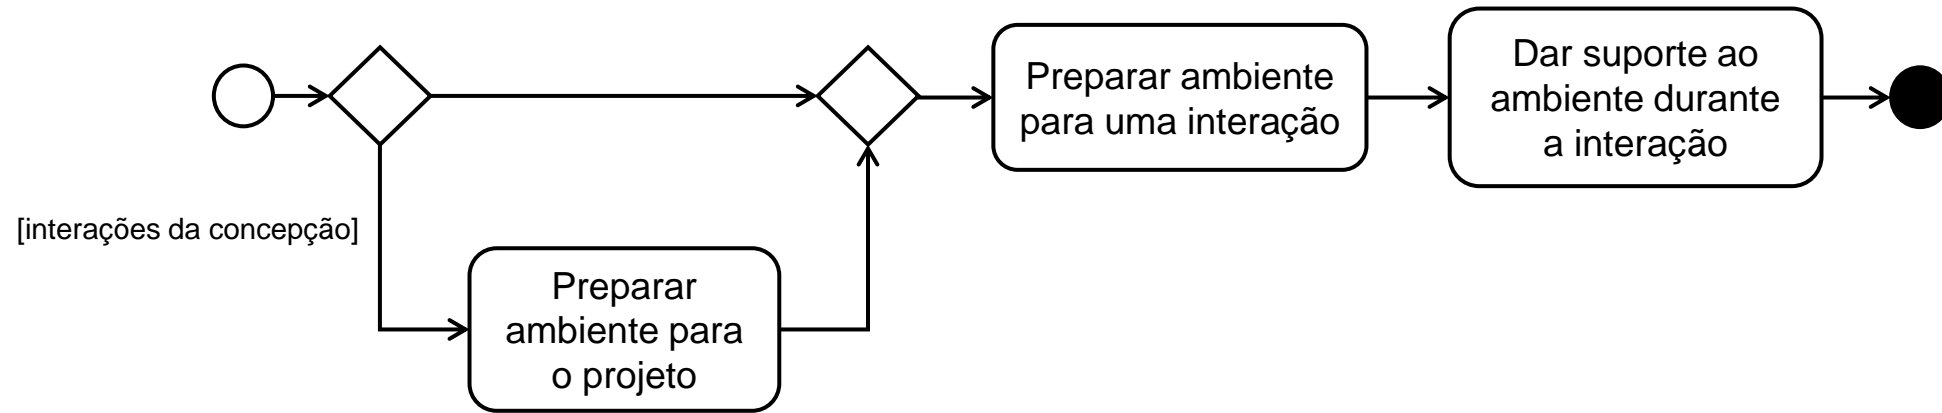 Preparar ambiente
para uma interação
Dar suporte ao
ambiente durante
a interação
[interações da concepção]
Preparar
ambiente para
o projeto